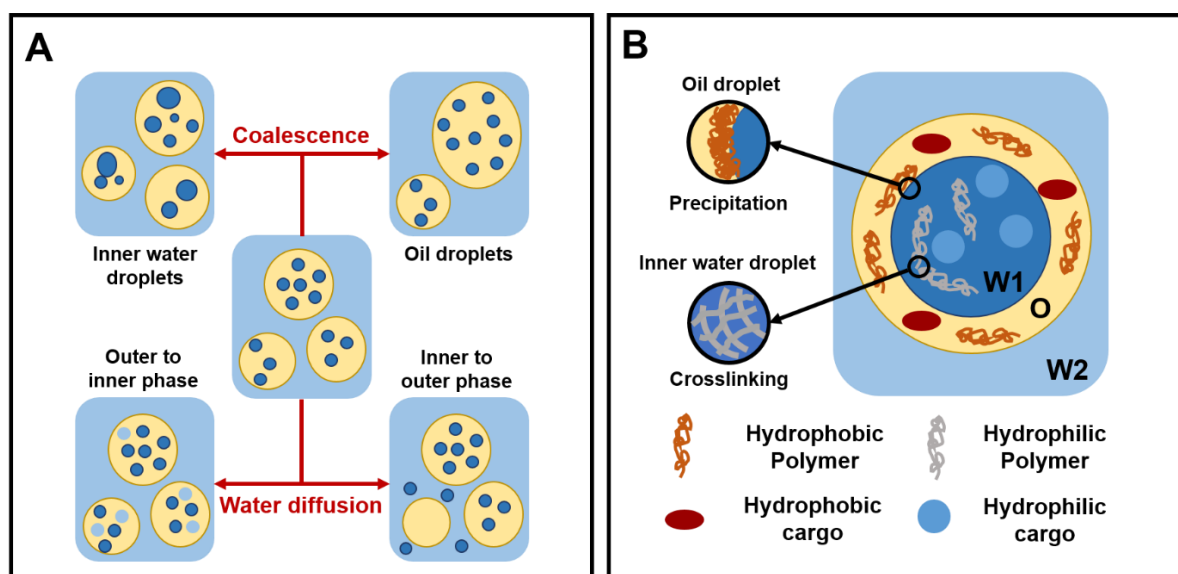 A
Coalescence
Inner water
droplets
Oil droplets
Outer to
inner phase
Inner to
outer phase
Water diffusion
B
Oil droplet
Precipitation
Inner water droplet
Crosslinking
W1
O
W2
Hydrophobic
Polymer
Hydrophilic
Polymer
Hydrophobic
cargo
Hydrophilic
cargo